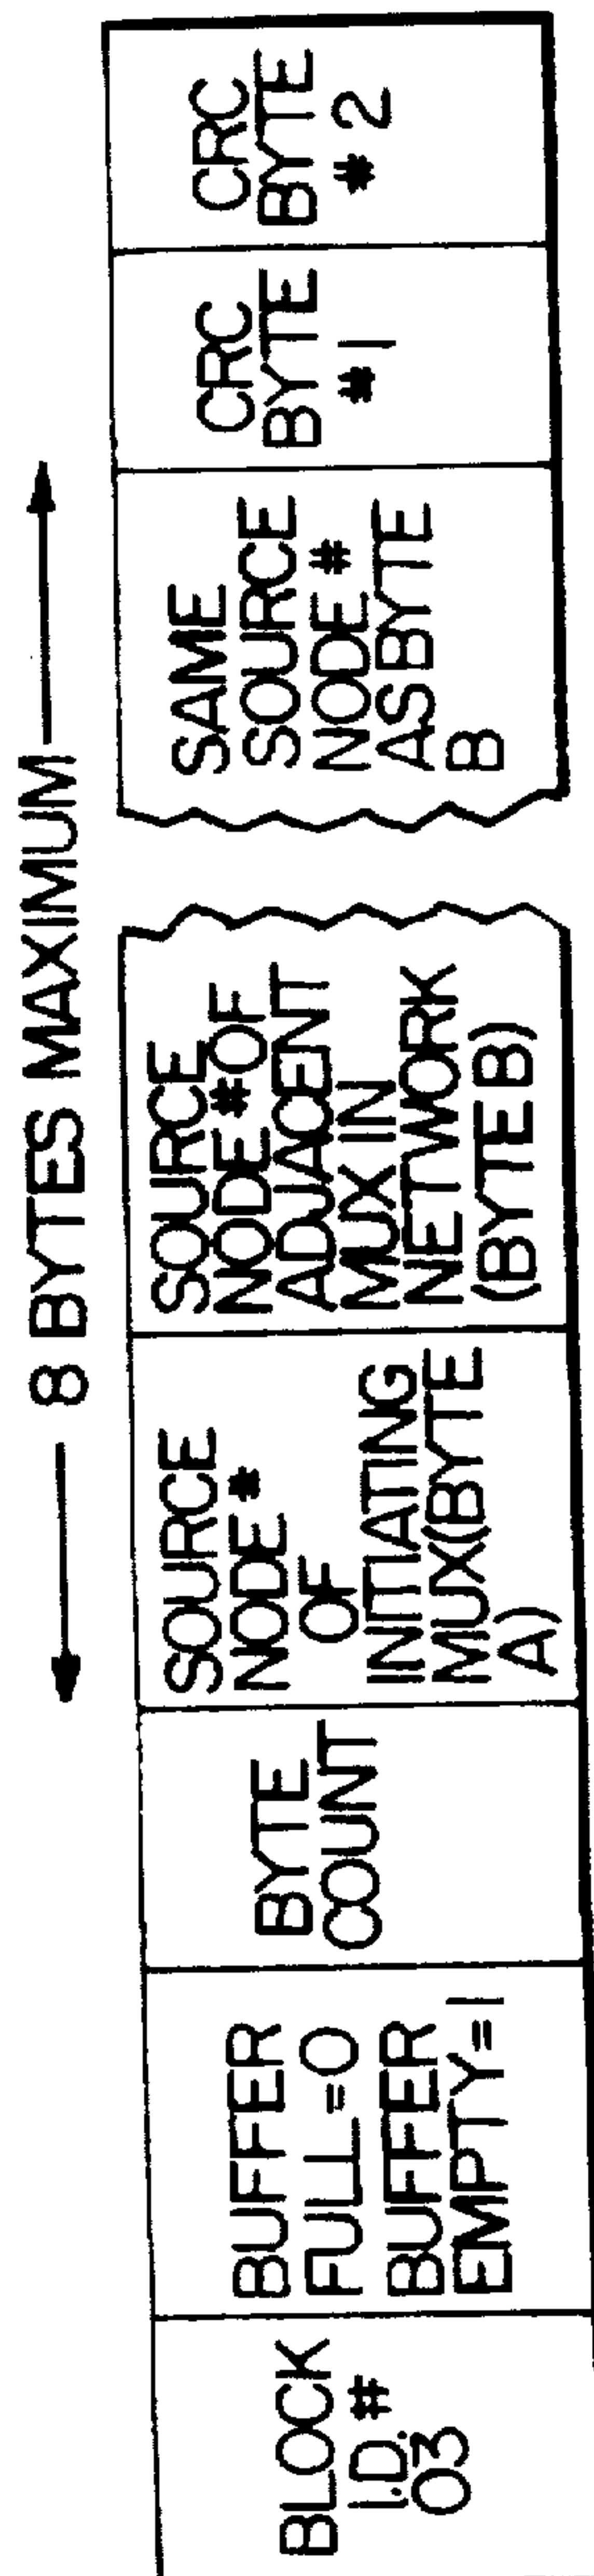 8 BYTES MAXIMUM
BLOCK
I.D. #
03
BUFFER
FULL=0
BUFFER
EMPTY=1
BYTE
COUNT
SOURCE
NODE #
OF
INITIATING
MUX(BYTE
A)
SOURCE
NODE # OF
ADJACENT
MUX IN
NETWORK
(BYTE B)
SAME
SOURCE
NODE #
AS BYTE
B
CRC
BYTE
# 1
CRC
BYTE
# 2